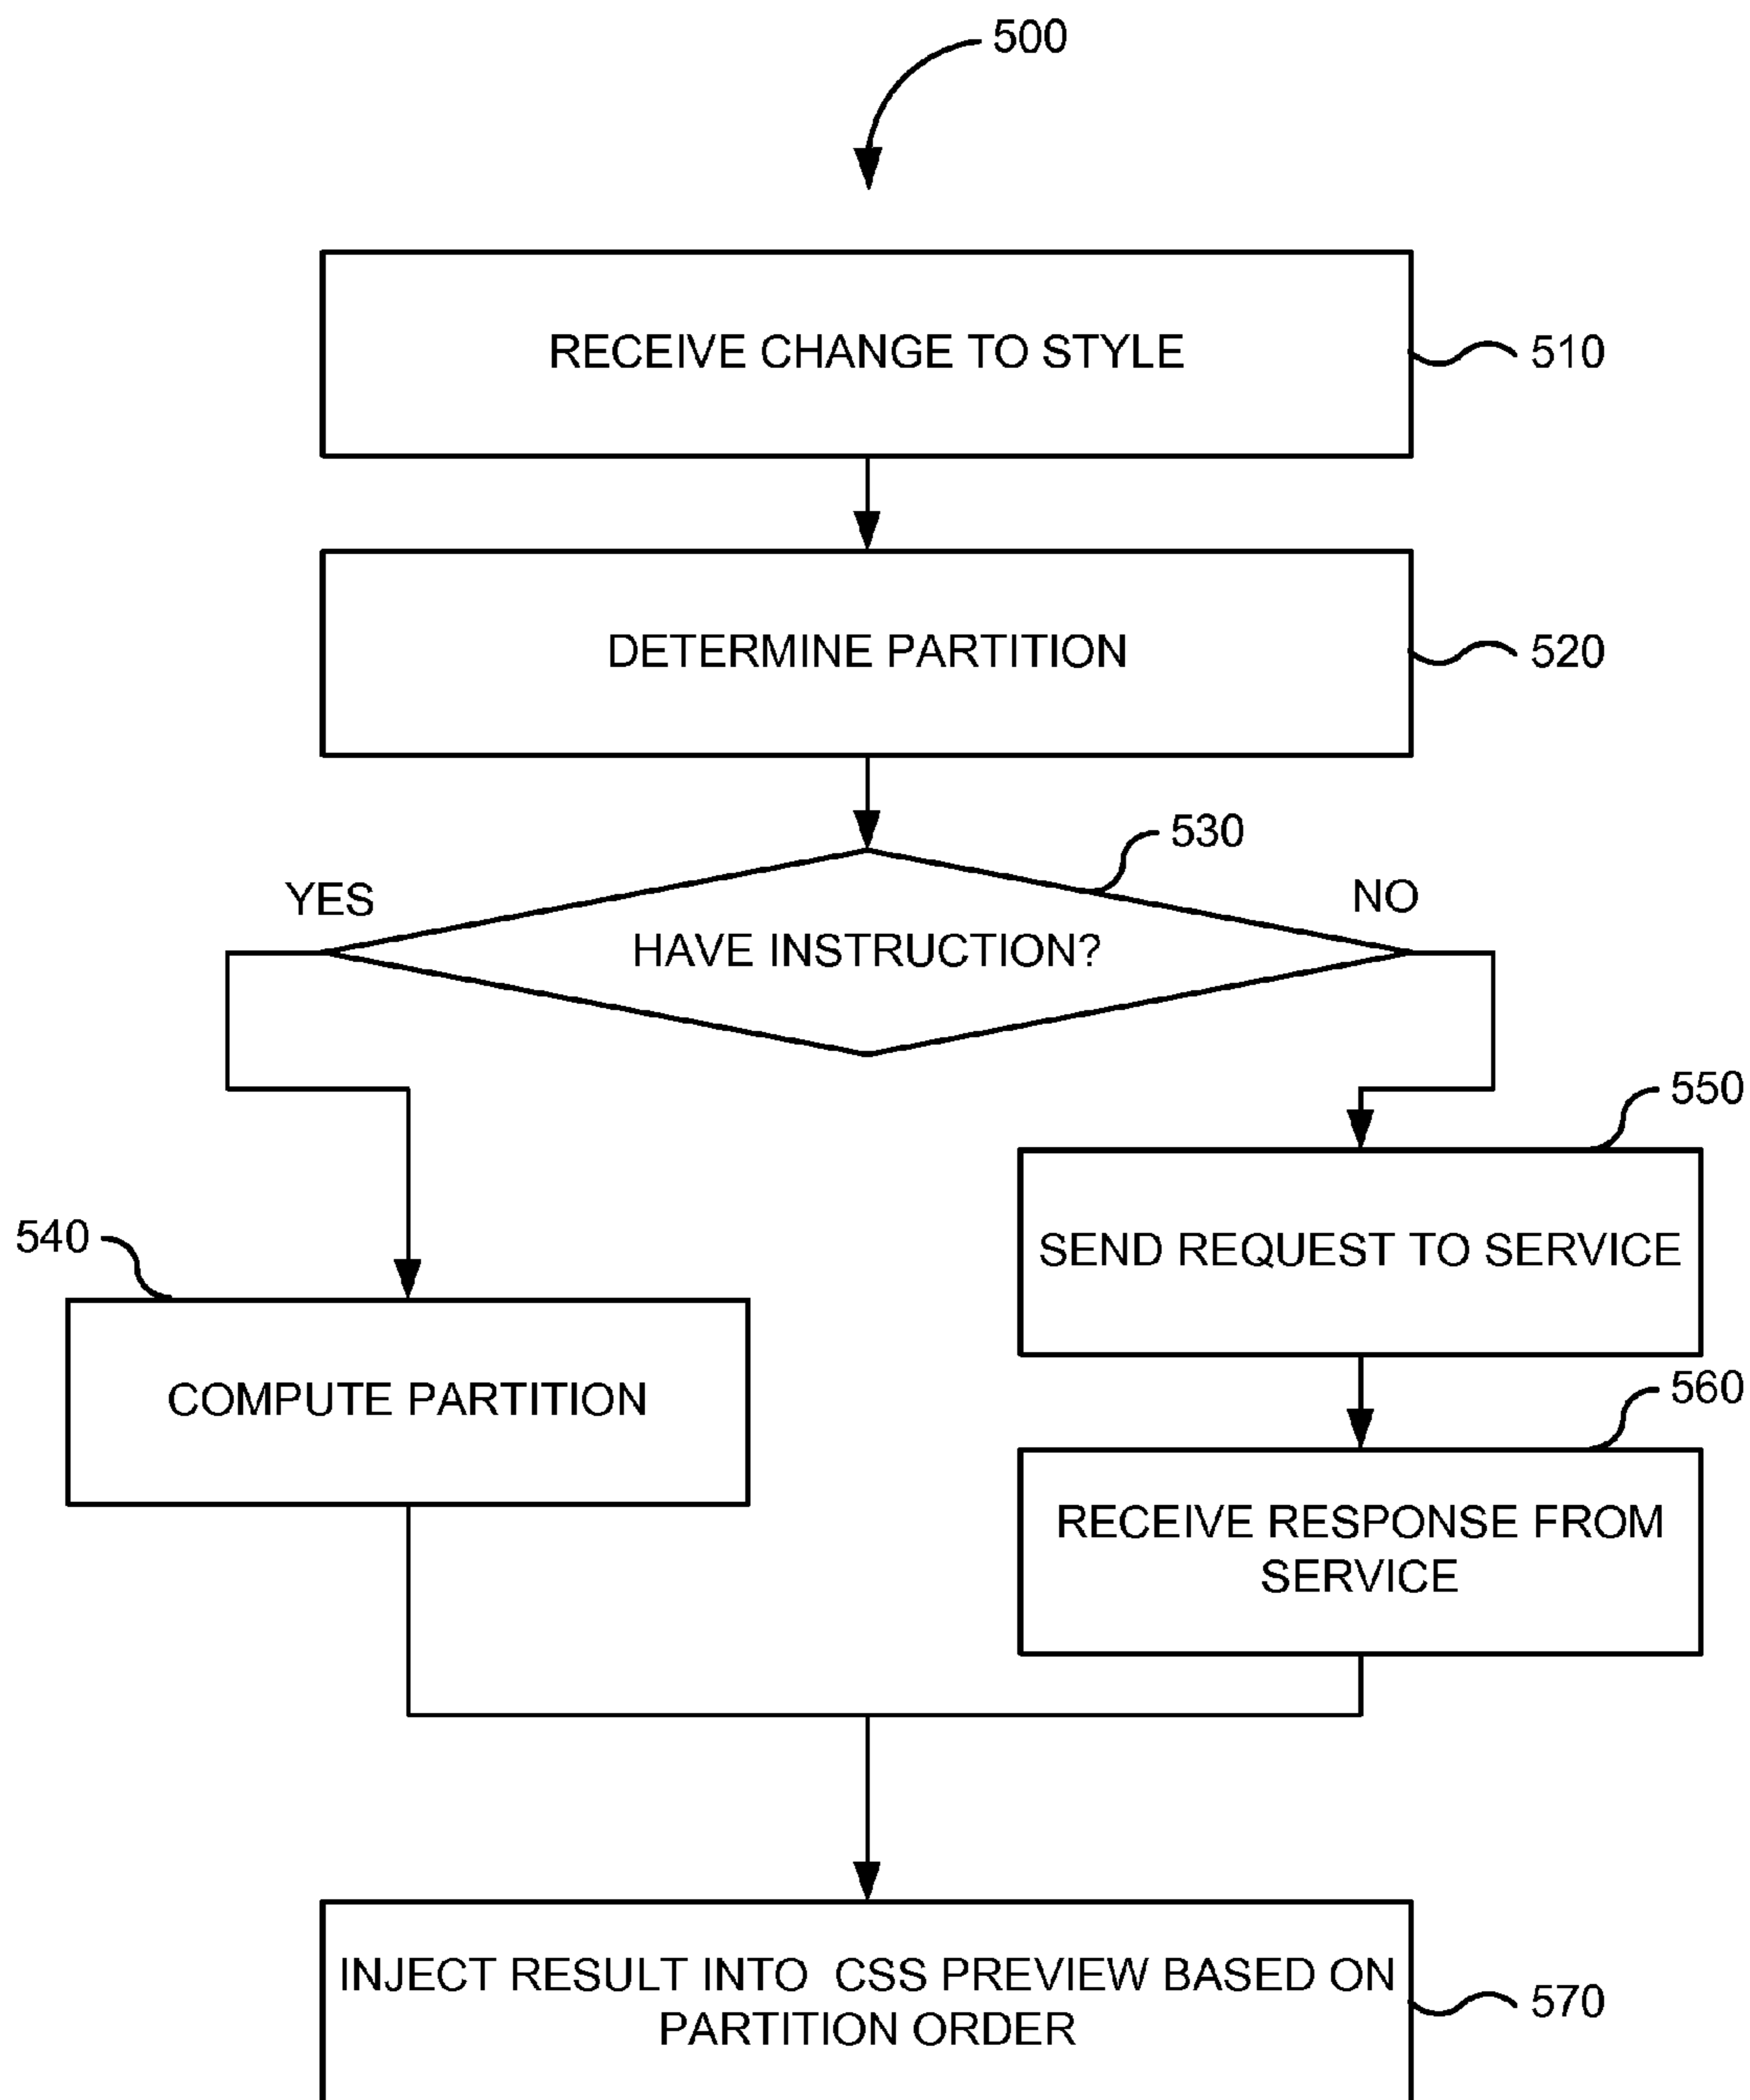 500
RECEIVE CHANGE TO STYLE
510
DETERMINE PARTITION
520
530
YES
NO
HAVE INSTRUCTION?
550
SEND REQUEST TO SERVICE
540
COMPUTE PARTITION
560
RECEIVE RESPONSE FROM
SERVICE
INJECT RESULT INTO CSS PREVIEW BASED ON
PARTITION ORDER
570